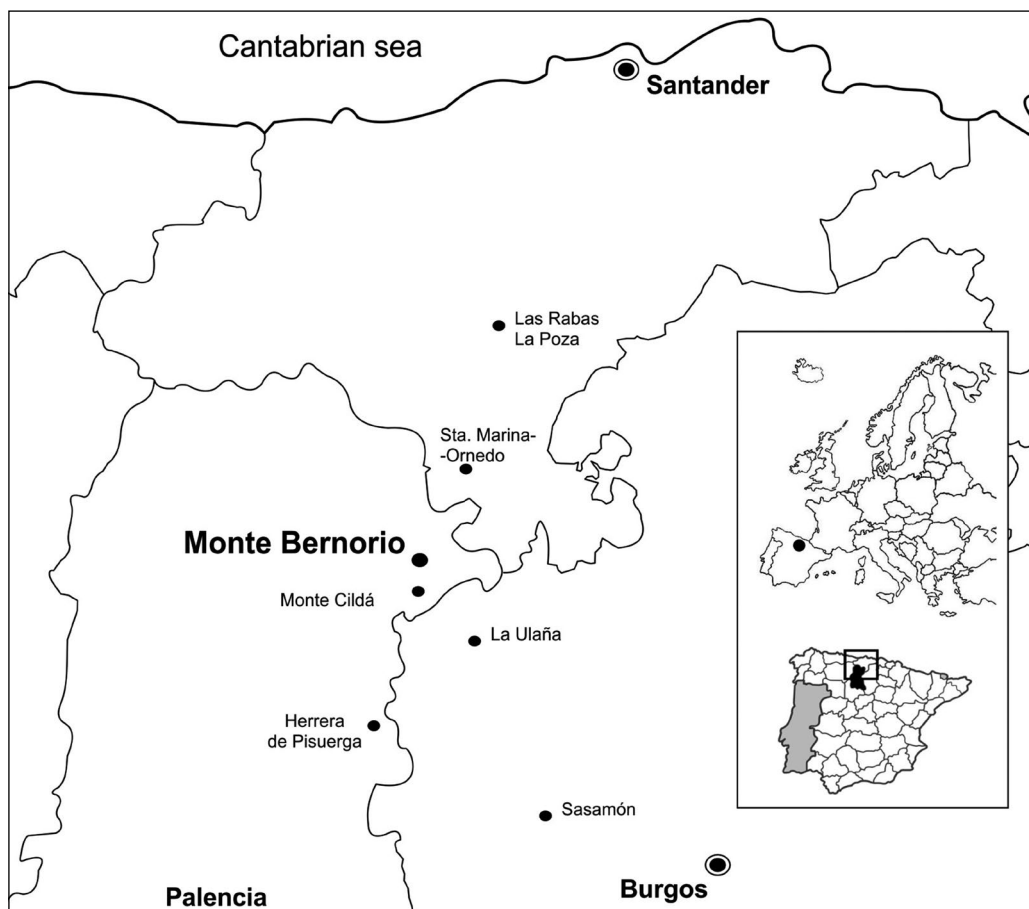 Cantabrian sea
Santander
Las Rabas
La Poza
Sta. Marina-
-Ornedo
Monte Bernorio
Monte Cildá
La Ulaña
Herrera
de Pisuerga
Sasamón
Burgos
Palencia